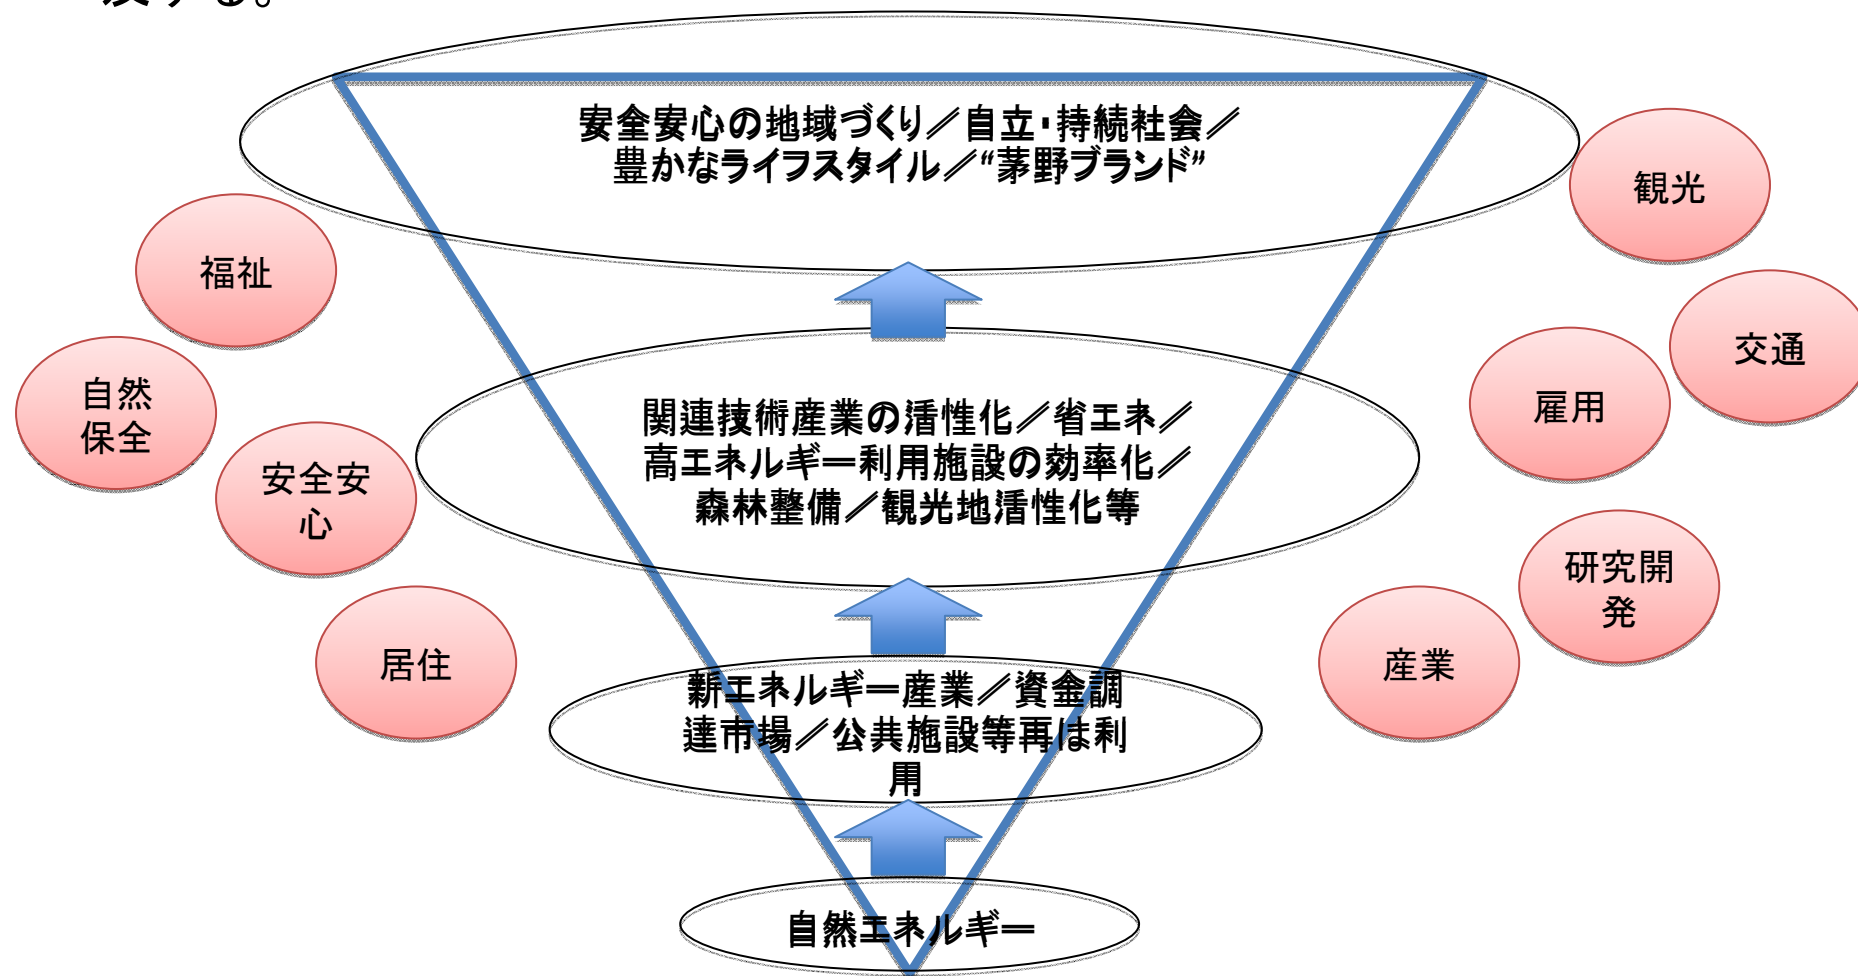 展する。
安全安心の地域づくり／自立・持続社会／
豊かなライフスタイル／“茅野ブランド”
観光
福祉
交通
自然
保全
雇用
関連技術産業の活性化／省エネ／
高エネルギー利用施設の効率化／
森林整備／観光地活性化等
安全安
心
研究開
発
居住
産業
新エネルギー産業／資金調
達市場／公共施設等再は利
用
自然エネルギー